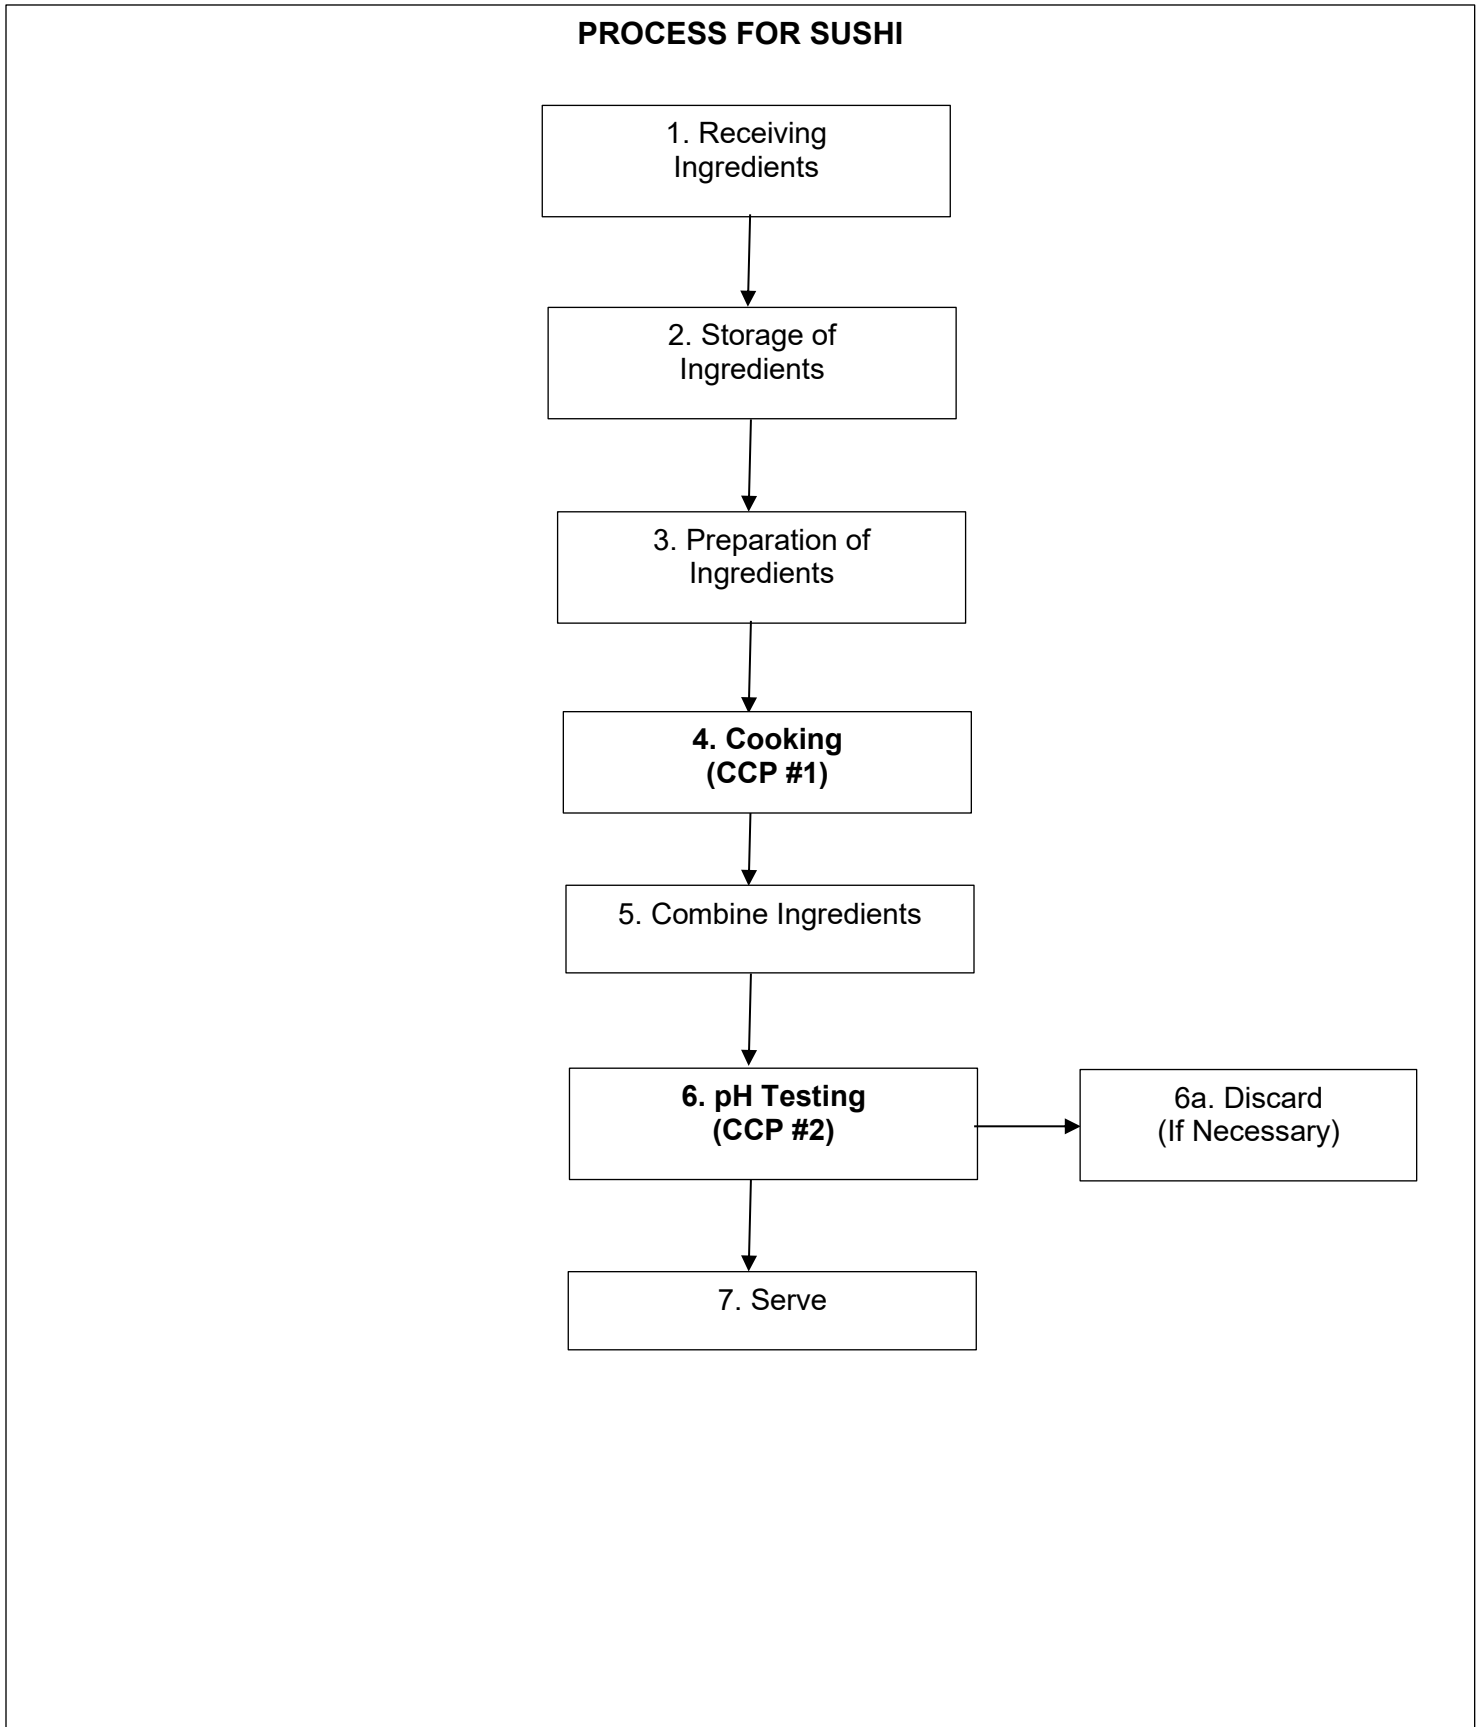 PROCESS FOR SUSHI
1. Receiving
Ingredients
2. Storage of
Ingredients
3. Preparation of
Ingredients
4. Cooking
(CCP #1)
5. Combine Ingredients
6. pH Testing
(CCP #2)
6a. Discard
(If Necessary)
7. Serve